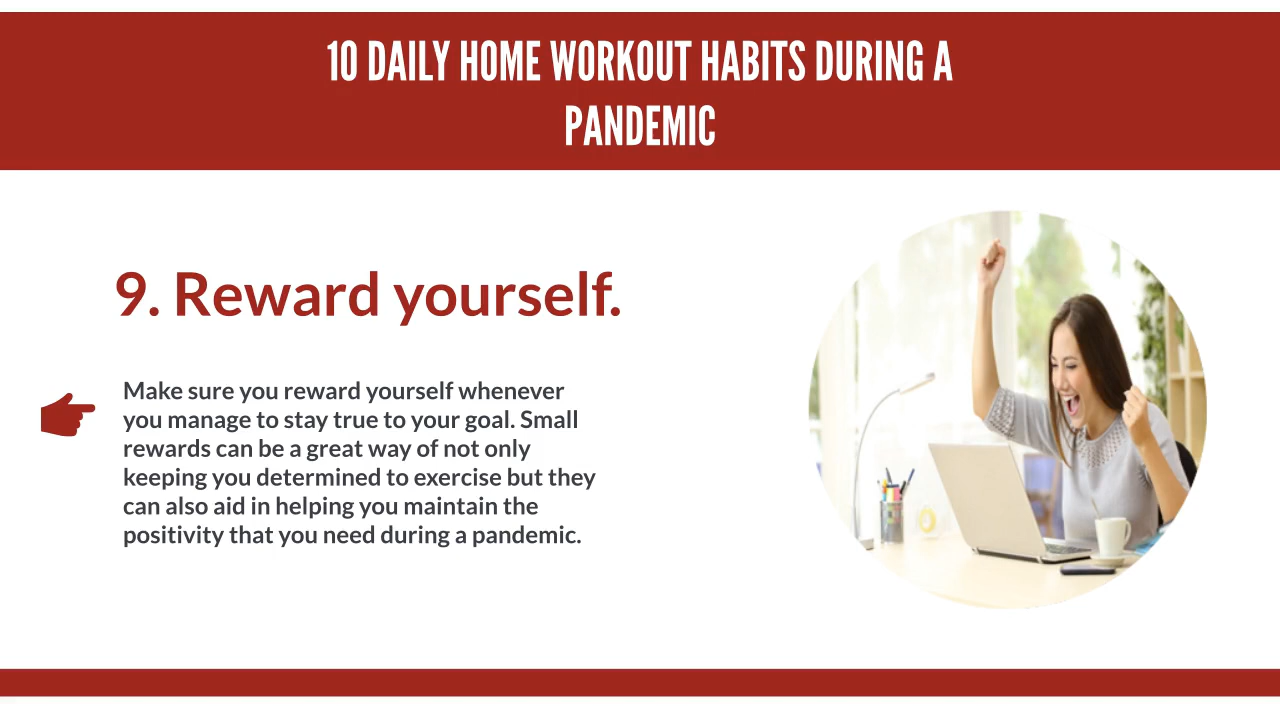 10 DAILY HOME WORKOUT HABITS DURING A
PANDEMIC
9. Reward yourself.
Make sure you reward yourself whenever
you manage to stay true to your goal. Small
rewards can be a great way of not only
keeping you determined to exercise but they
can also aid in helping you maintain the
positivity that you need during a pandemic.